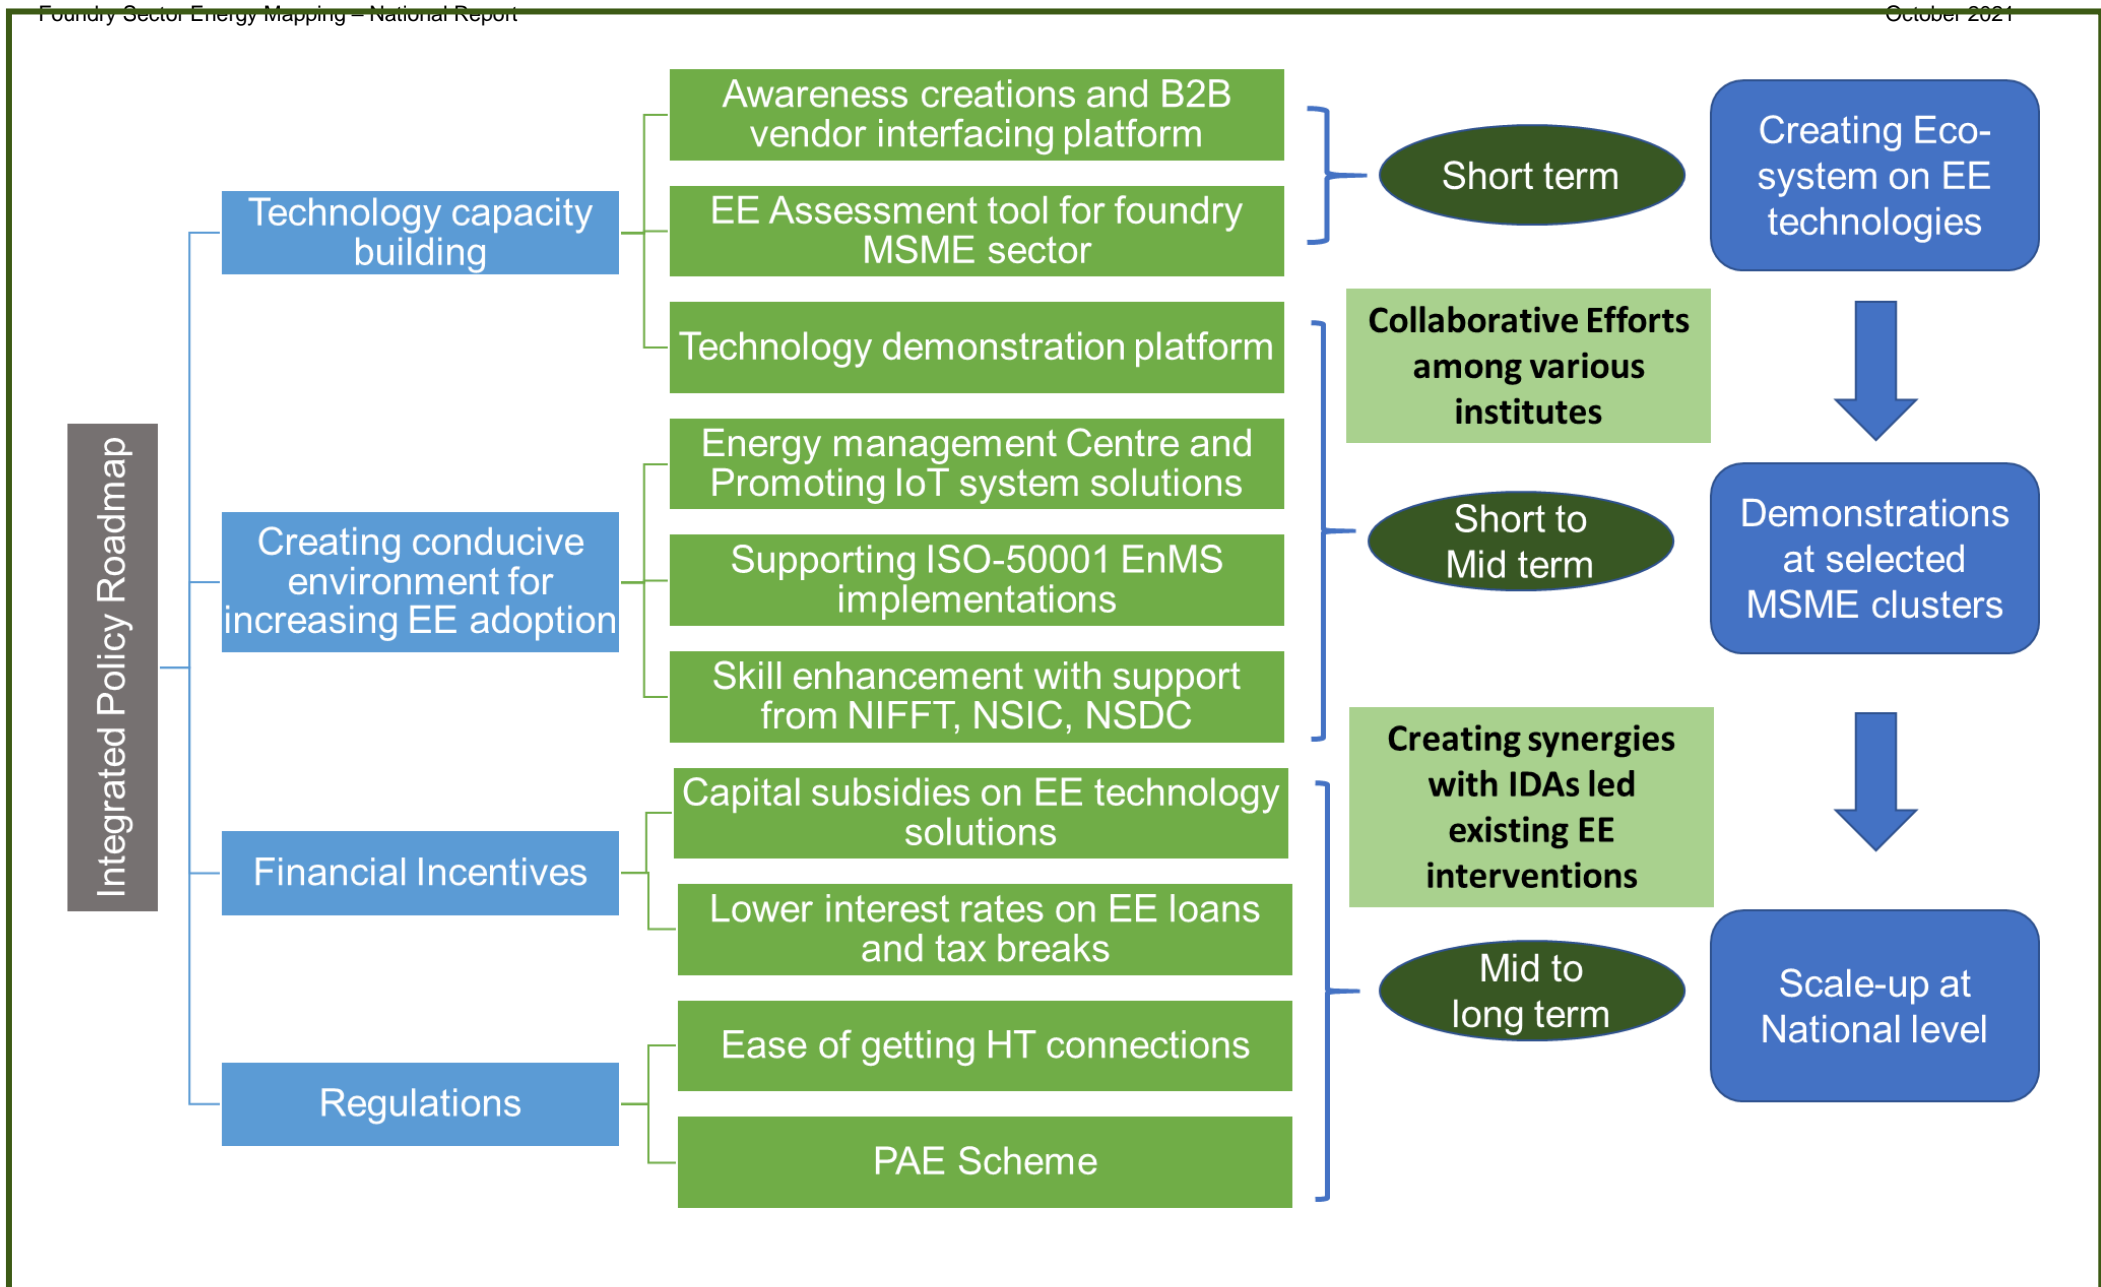 Foundry Sector Energy Mapping – National Report
October 2021
Integrated Policy Roadmap
Technology capacity
building
Awareness creations and B2B
vendor interfacing platform
EE Assessment tool for foundry
MSME sector
Technology demonstration platform
Creating conducive
environment for
increasing EE adoption
Energy management Centre and
Promoting IoT system solutions
Supporting ISO-50001 EnMS
implementations
Skill enhancement with support
from NIFFT, NSIC, NSDC
Financial Incentives
Capital subsidies on EE technology
solutions
Lower interest rates on EE loans
and tax breaks
Regulations
Ease of getting HT connections
PAE Scheme
Short term
Collaborative Efforts
among various
institutes
Short to
Mid term
Creating synergies
with IDAs led
existing EE
interventions
Mid to
long term
Creating Eco-
system on EE
technologies
Demonstrations
at selected
MSME clusters
Scale-up at
National level